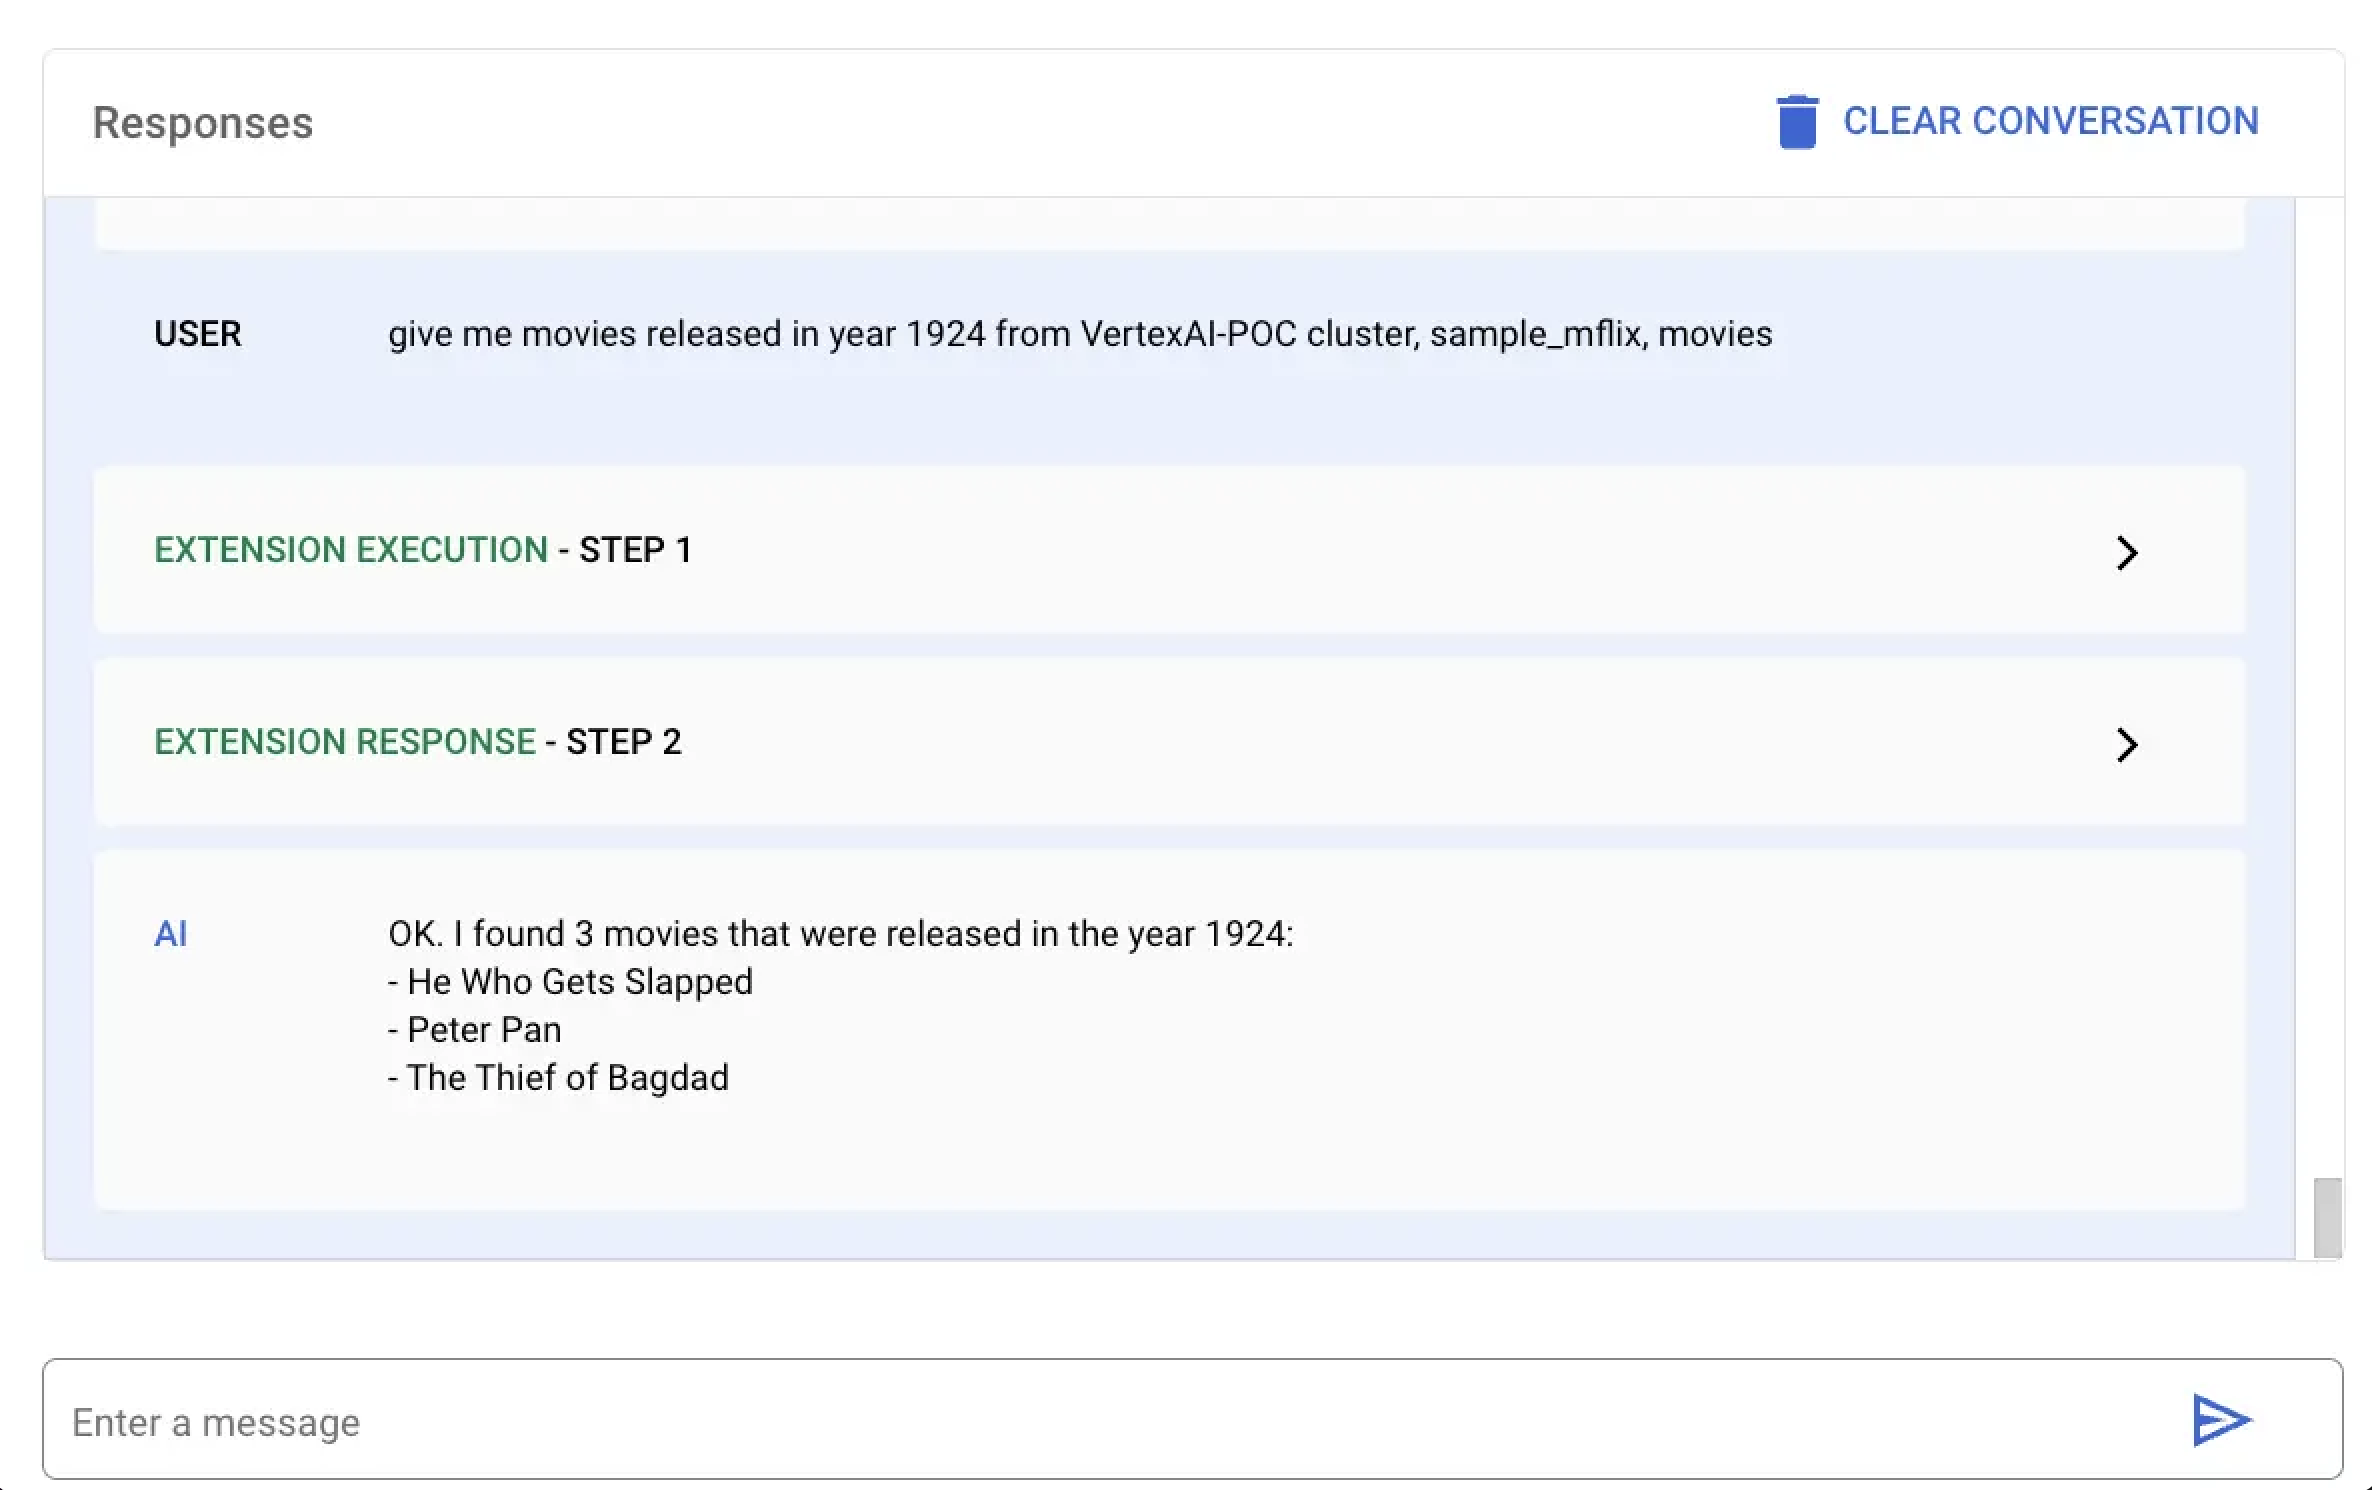 Responses
CLEAR CONVERSATION
USER
give me movies released in year 1924 from VertexAI-POC cluster, sample_mflix, movies
EXTENSION EXECUTION - STEP 1
EXTENSION RESPONSE - STEP 2
AI
OK. I found 3 movies that were released in the year 1924:
- He Who Gets Slapped
- Peter Pan
- The Thief of Bagdad
Enter a message